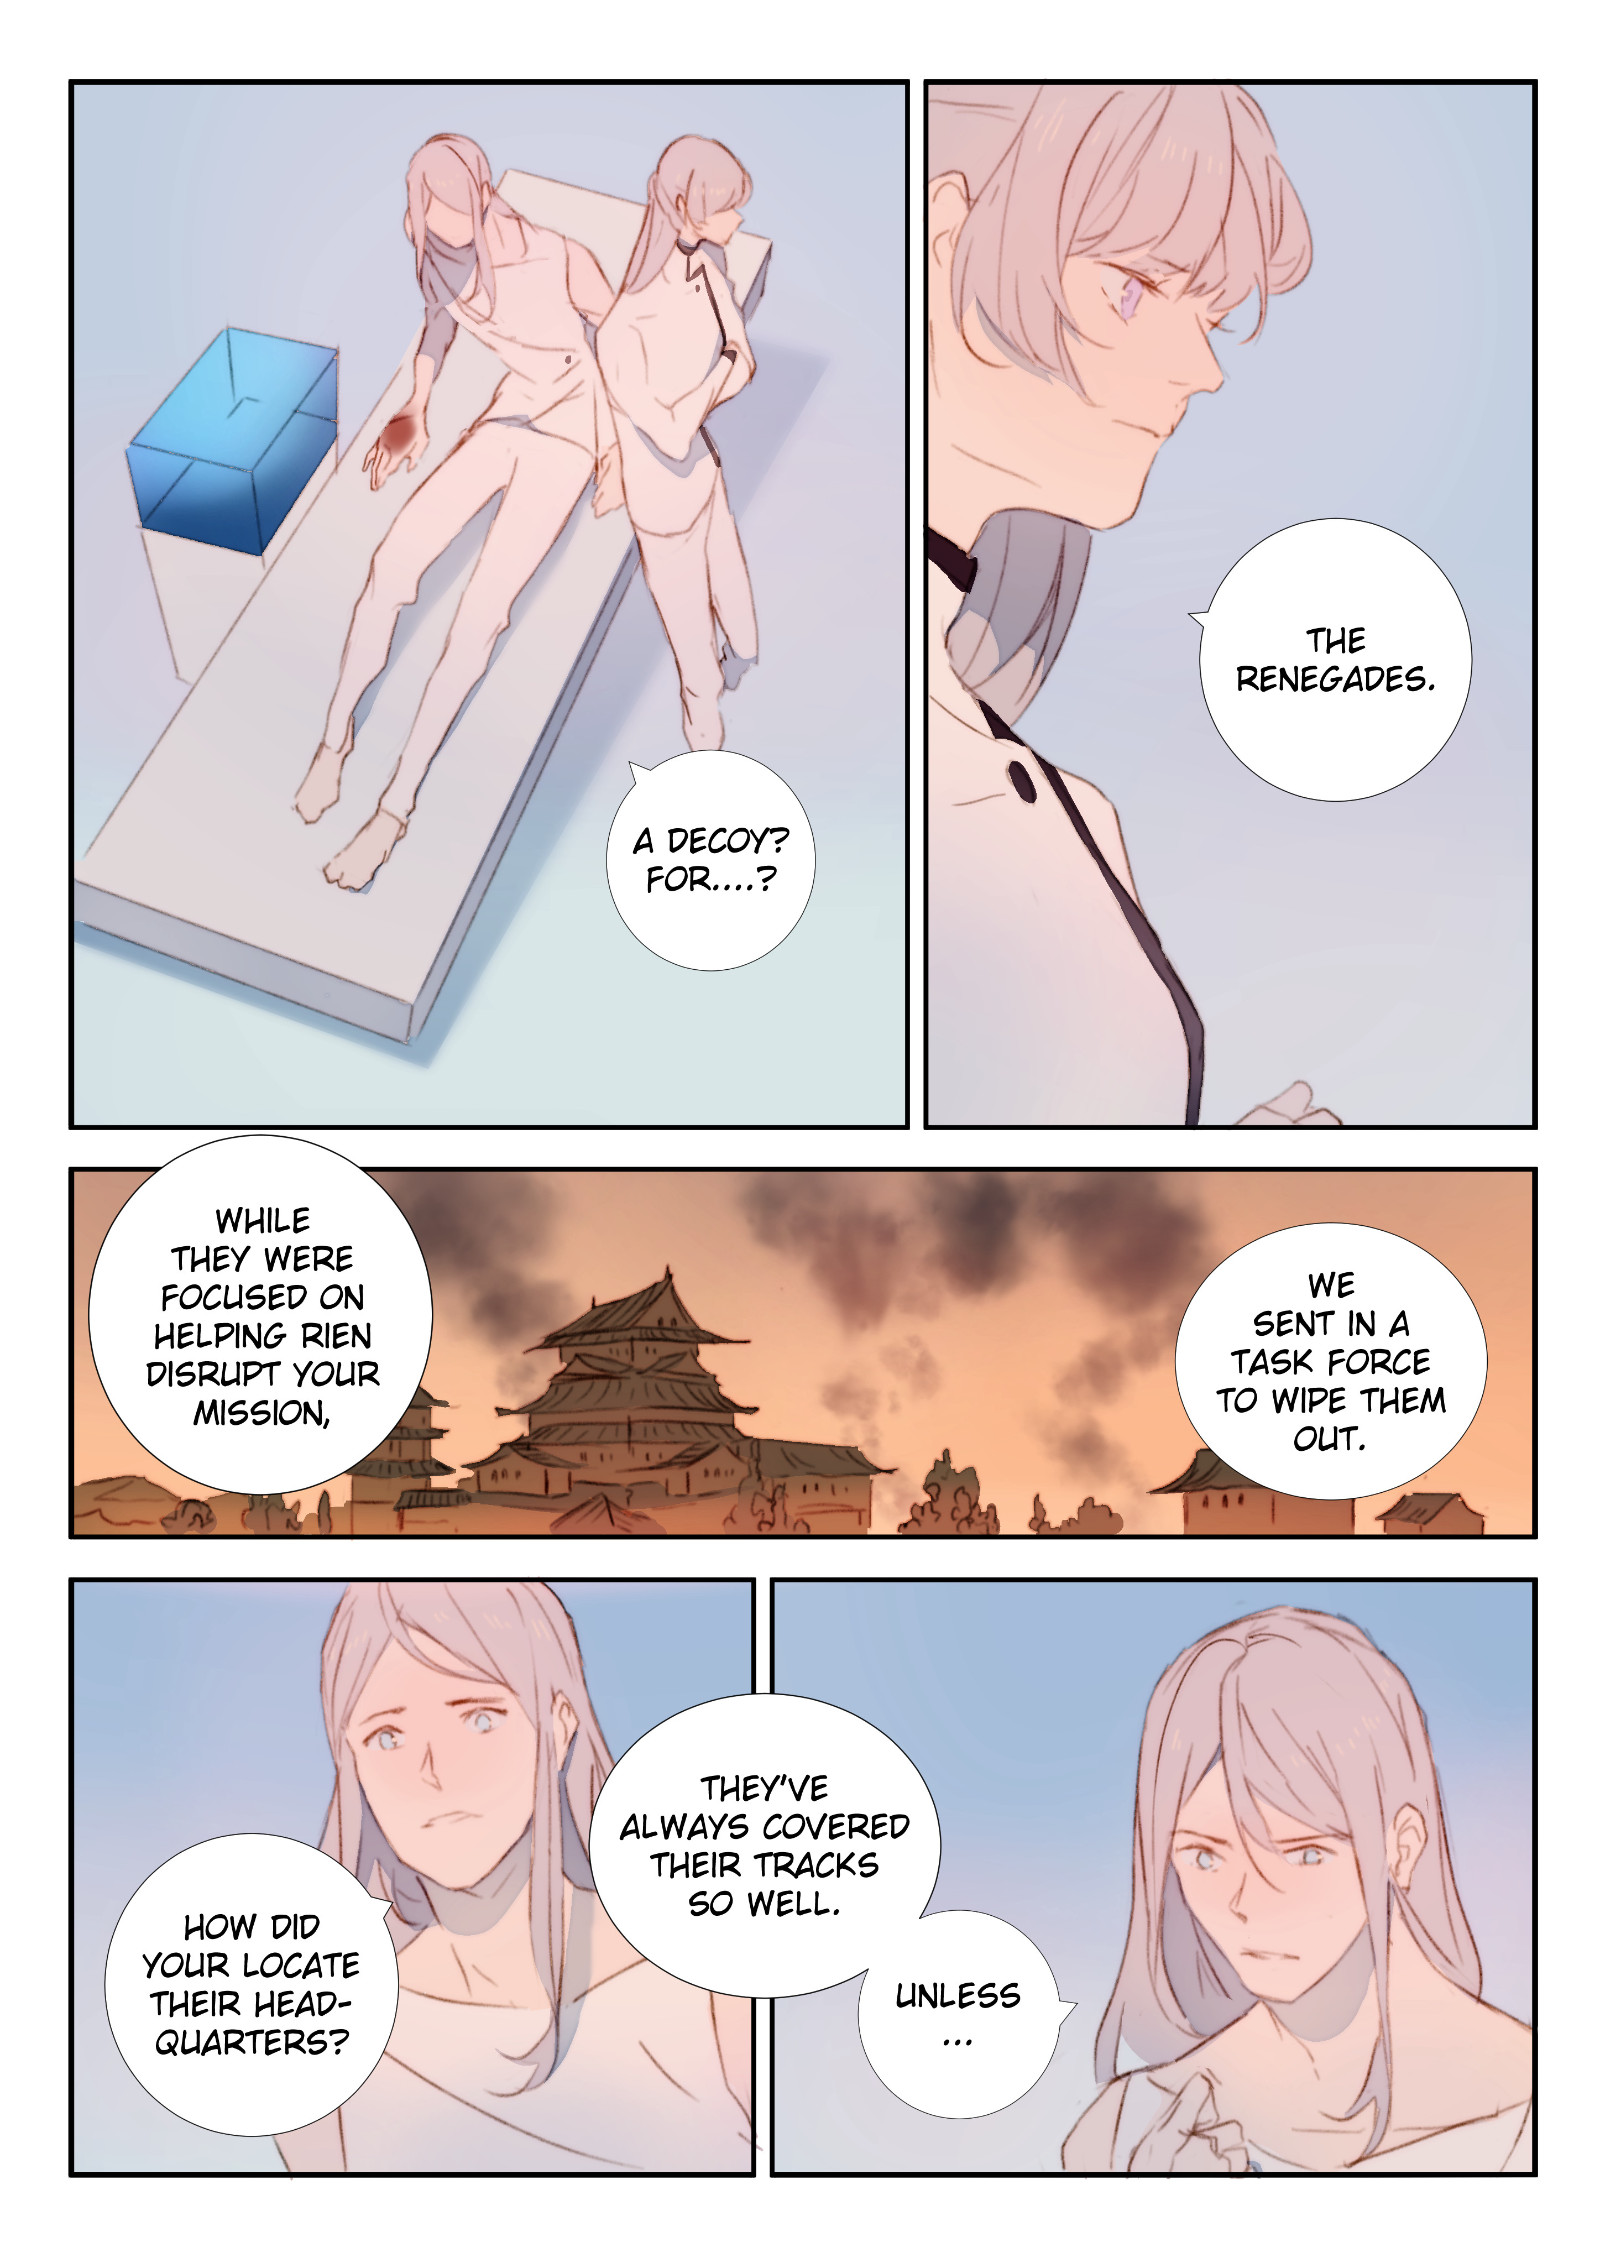 A DECOY?
FOR....?
THE
RENEGADES.
WHILE
THEY WERE
FOCUSED ON
HELPING RIEN
DISRUPT YOUR
MISSION,
WE
SENT IN A
TASK FORCE
TO WIPE THEM
OUT.
HOW DID
YOUR LOCATE
THEIR HEAD-
QUARTERS?
THEY'VE
ALWAYS COVERED
THEIR TRACKS
SO WELL.
UNLESS
...